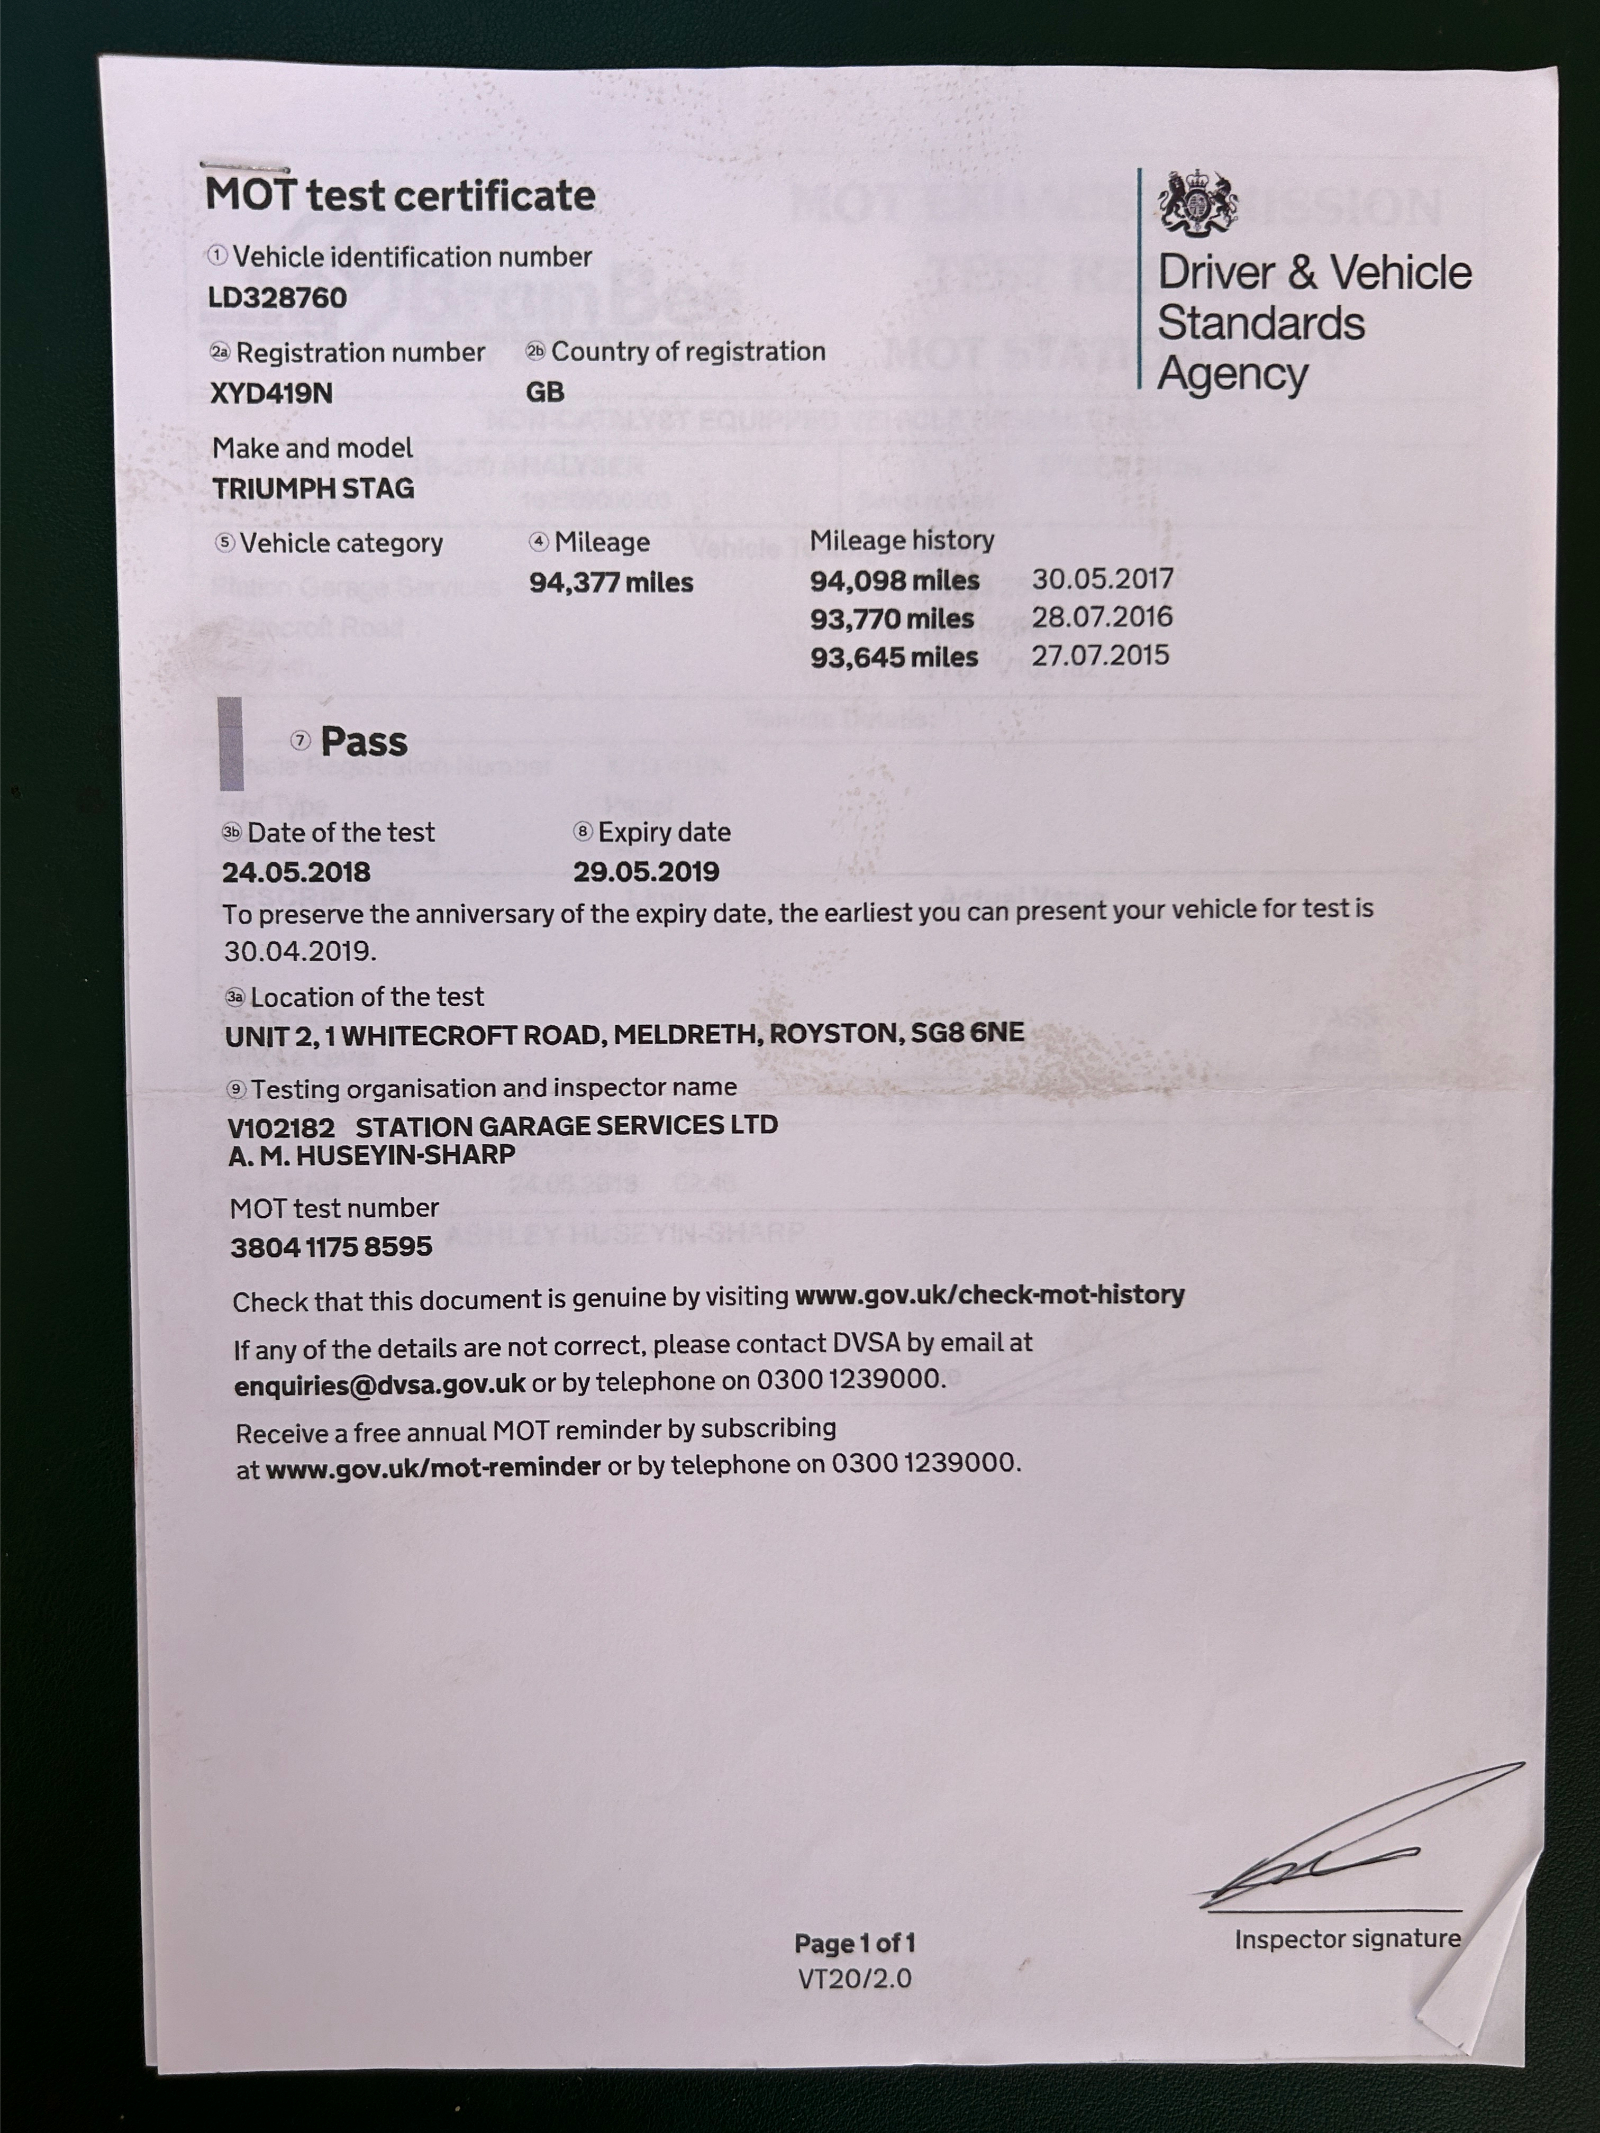 MOT test certificate
1 Vehicle identification number
LD328760
2a Registration number 2b Country of registration
XYD419N GB
Make and model
TRIUMPH STAG
5 Vehicle category 4 Mileage Mileage history
94,377 miles 94,098 miles 30.05.2017
93,770 miles 28.07.2016
93,645 miles 27.07.2015
Driver & Vehicle
Standards
Agency
7 Pass
3b Date of the test 8 Expiry date
24.05.2018 29.05.2019
To preserve the anniversary of the expiry date, the earliest you can present your vehicle for test is
30.04.2019.
3a Location of the test
UNIT 2, 1 WHITECROFT ROAD, MELDRETH, ROYSTON, SG8 6NE
9 Testing organisation and inspector name
V102182 STATION GARAGE SERVICES LTD
A. M. HUSEYIN-SHARP
MOT test number
3804 1175 8595
Check that this document is genuine by visiting www.gov.uk/check-mot-history
If any of the details are not correct, please contact DVSA by email at
enquiries@dvsa.gov.uk or by telephone on 0300 1239000.
Receive a free annual MOT reminder by subscribing
at www.gov.uk/mot-reminder or by telephone on 0300 1239000.
Inspector signature
Page 1 of 1
VT20/2.0